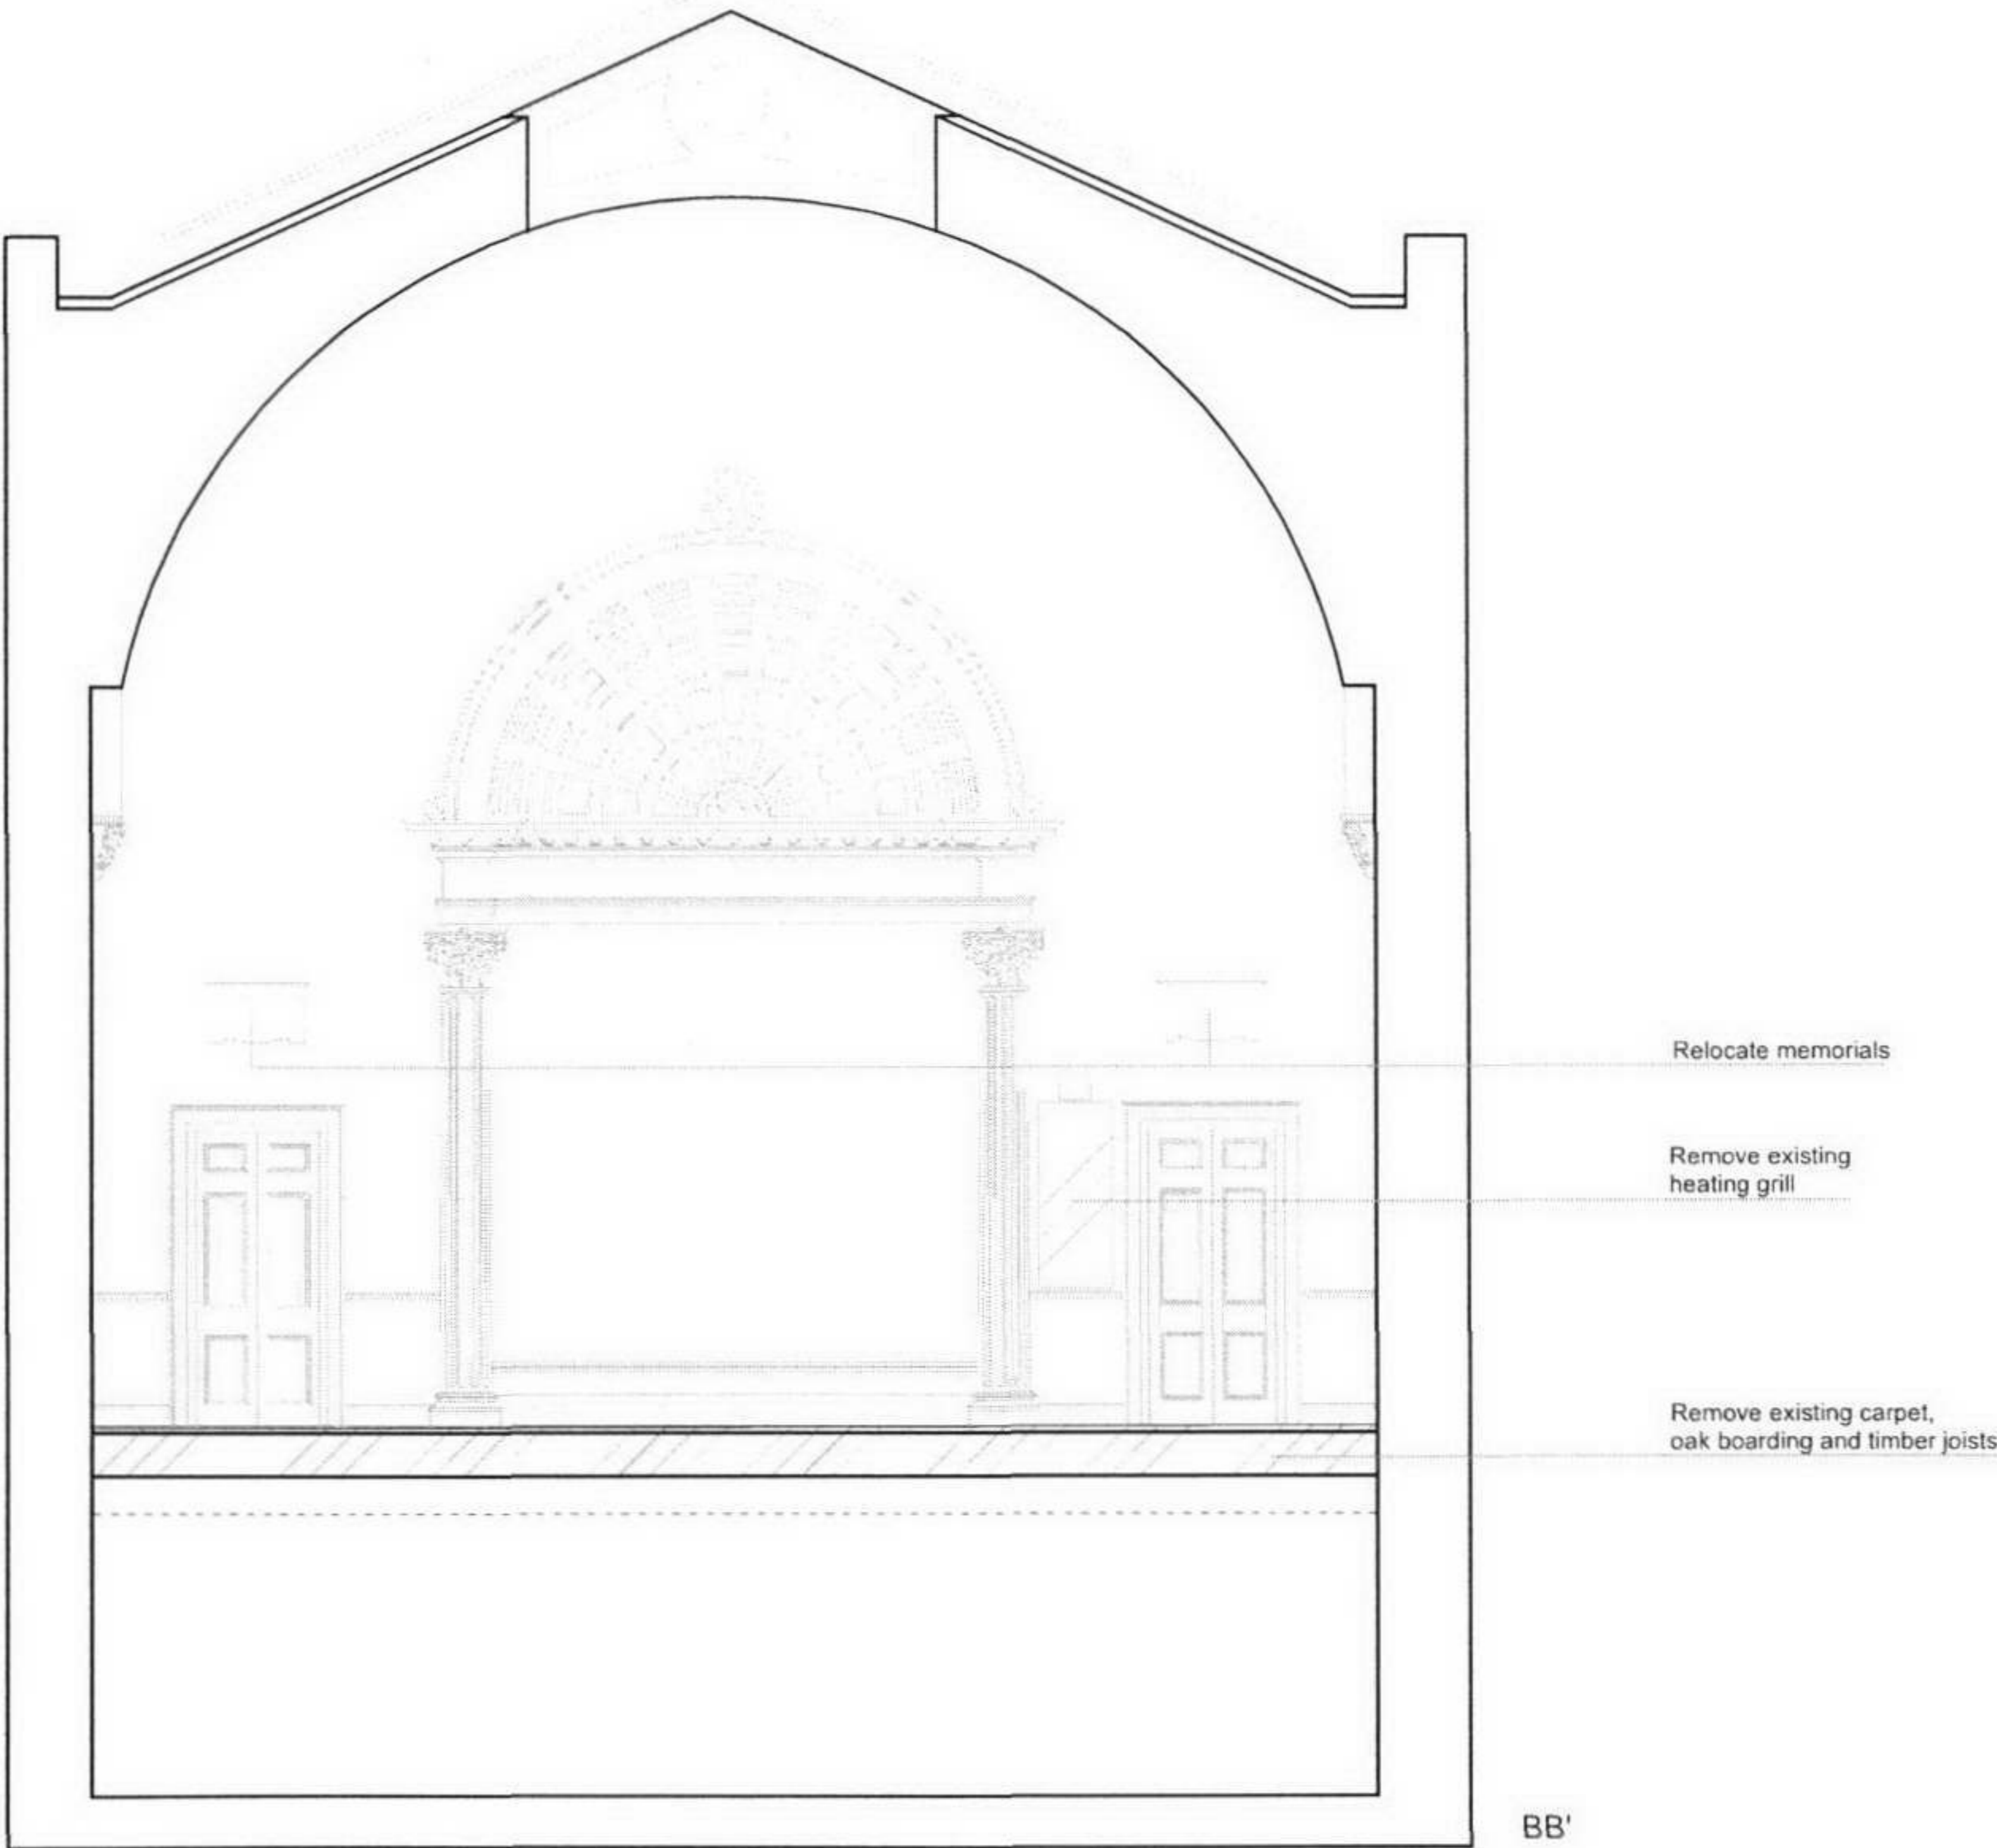 Relocate memorials
Remove existing
heating grill
Remove existing carpet,
oak boarding and timber joists
BB'